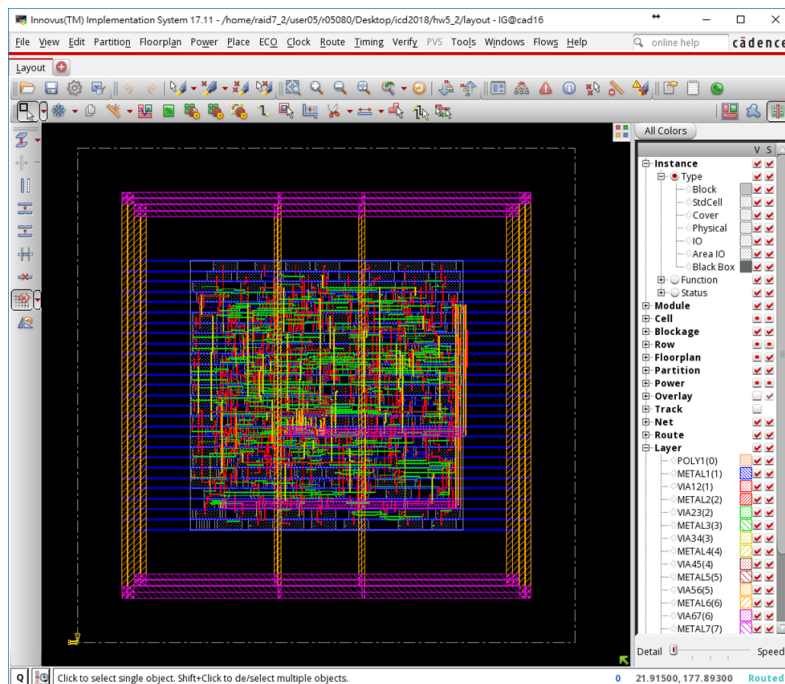 Innovus(TM) Implementation System 17.11 - /home/raid7_2/user05/r05080/Desktop/icd2018/hw5_2/layout - IG@cad16
File View Edit Partition Floorplan Power Place ECO Clock Route Timing Verify PVS Tools Windows Flows Help
online help
cādence
Layout
All Colors
V S
Instance
Type
Block
StdCell
Cover
Physical
IO
Area IO
Black Box
Function
Status
Module
Cell
Blockage
Row
Floorplan
Partition
Power
Overlay
Track
Net
Route
Layer
POLY1(0)
METAL1(1)
VIA12(1)
METAL2(2)
VIA23(2)
METAL3(3)
VIA34(3)
METAL4(4)
VIA45(4)
METAL5(5)
VIA56(5)
METAL6(6)
VIA67(6)
METAL7(7)
Detail Speed
Q Click to select single object. Shift+Click to de/select multiple objects. 0 21.91500, 177.89300 Routed